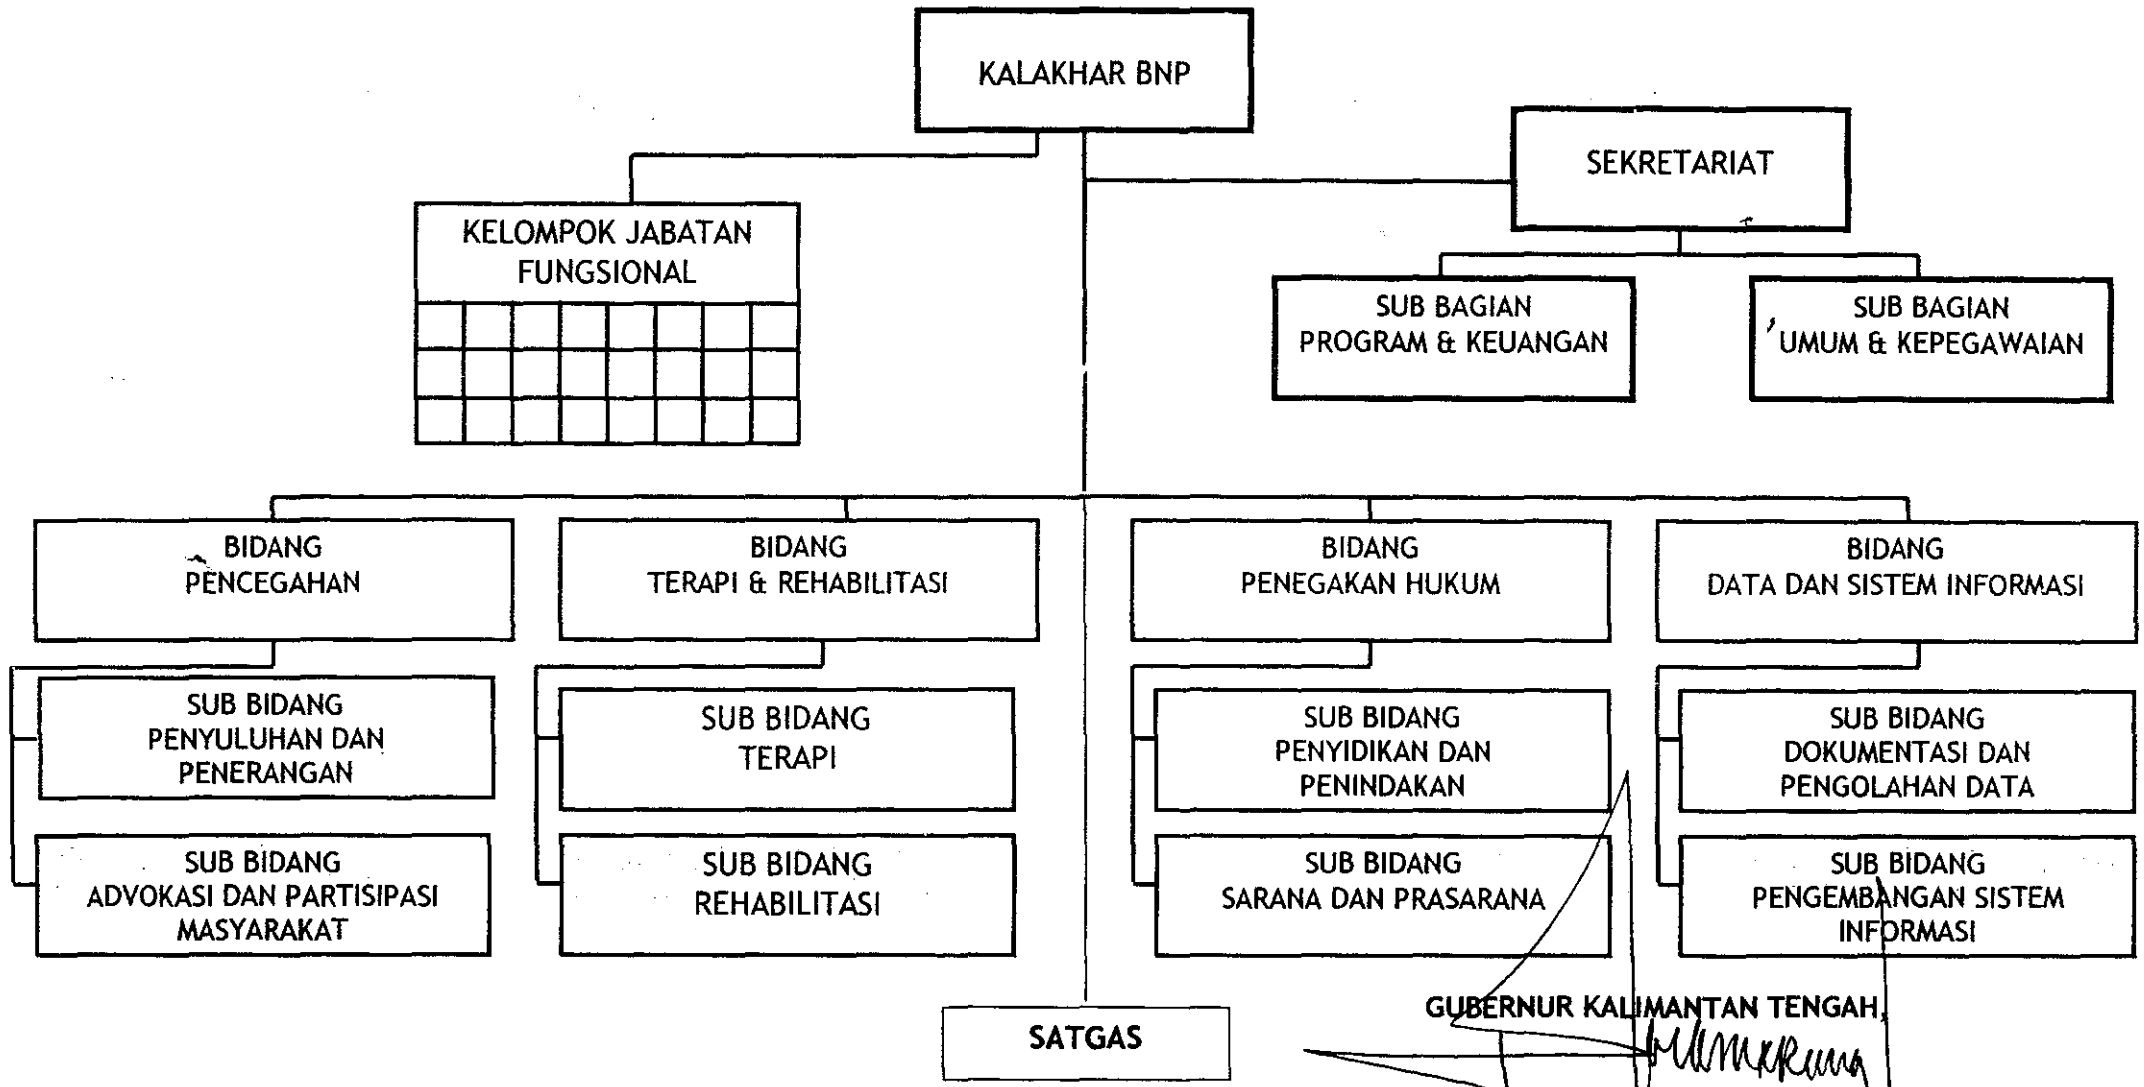 KALAKHAR BNP
SEKRETARIAT
KELOMPOK JABATAN
FUNGSIONAL
SUB BAGIAN
PROGRAM & KEUANGAN
SUB BAGIAN
UMUM & KEPEGAWAIAN
BIDANG
PENCEGAHAN
BIDANG
TERAPI & REHABILITASI
BIDANG
PENEGAKAN HUKUM
BIDANG
DATA DAN SISTEM INFORMASI
SUB BIDANG
PENYULUHAN DAN
PENERANGAN
SUB BIDANG
TERAPI
SUB BIDANG
PENYIDIKAN DAN
PENINDAKAN
SUB BIDANG
DOKUMENTASI DAN
PENGOLAHAN DATA
SUB BIDANG
ADVOKASI DAN PARTISIPASI
MASYARAKAT
SUB BIDANG
REHABILITASI
SUB BIDANG
SARANA DAN PRASARANA
SUB BIDANG
PENGEMBANGAN SISTEM
INFORMASI
SATGAS
GUBERNUR KALIMANTAN TENGAH,